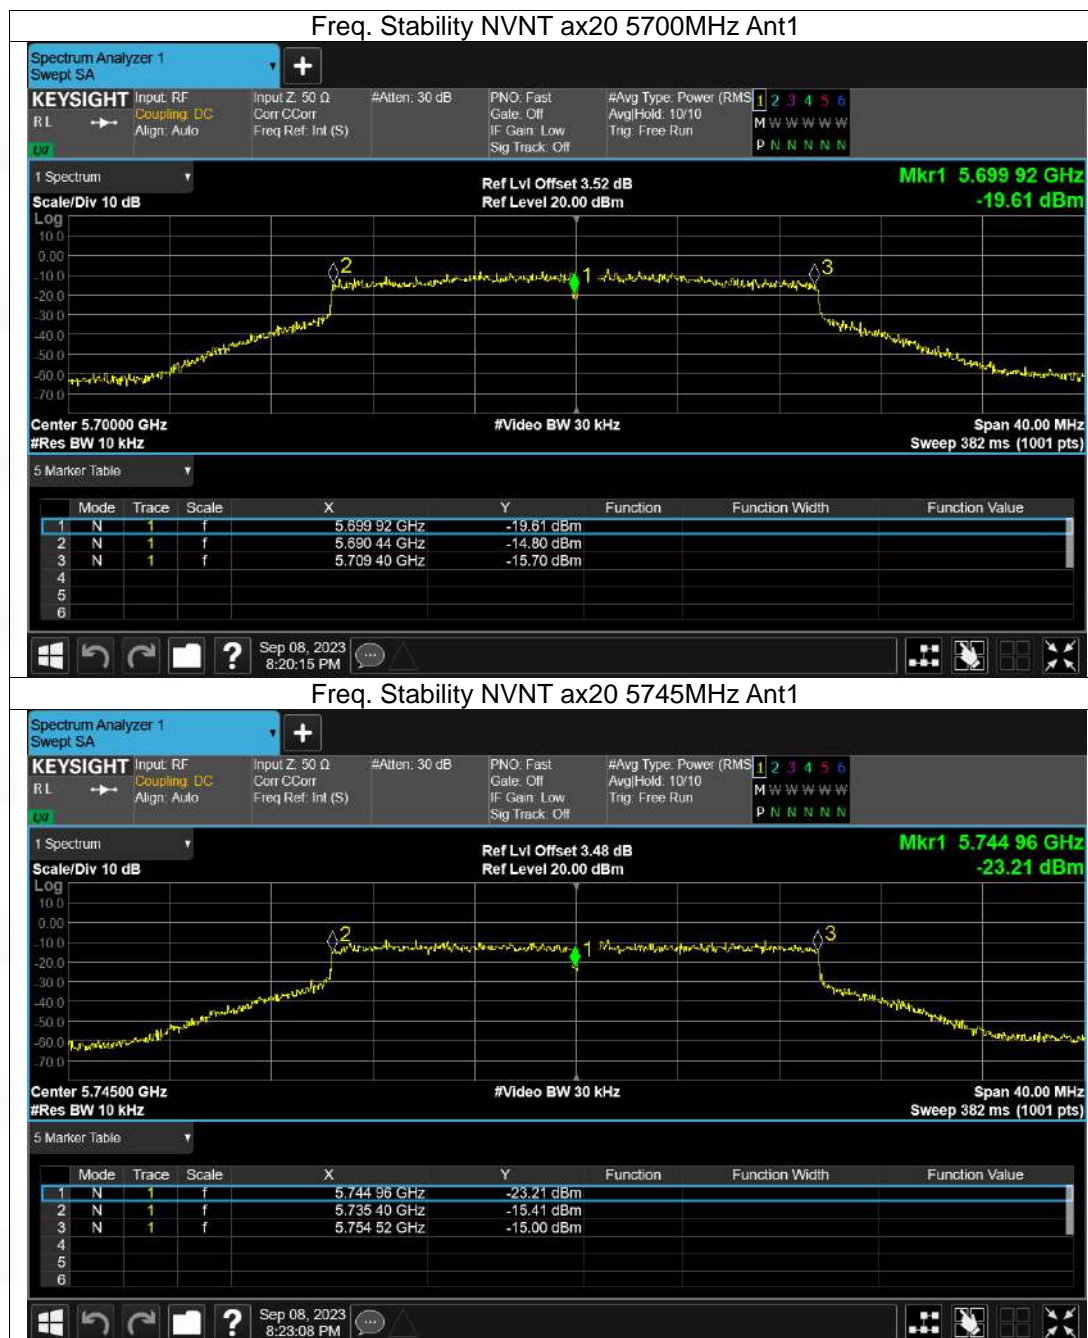 Freq. Stability NVNT ax20 5700MHz Ant1
Spectrum Analyzer 1
Swept SA
+
KEYSIGHT Input: RF Input Z: 50 Ω #Atten: 30 dB PNO: Fast #Avg Type: Power (RMS 1 2 3 4 5 6
RL Coupling: DC Corr CCorr Gate: Off Avg|Hold: 10/10 M W W W W W
Align: Auto Freq Ref: Int (S) IF Gain: Low Trig: Free Run
LXI Sig Track: Off P N N N N N
1 Spectrum Ref Lvl Offset 3.52 dB Mkr1 5.699 92 GHz
Scale/Div 10 dB Ref Level 20.00 dBm -19.61 dBm
Log
10.0
0.00
-10.0
-20.0
-30.0
-40.0
-50.0
-60.0
-70.0
2 1 3
Center 5.70000 GHz #Video BW 30 kHz Span 40.00 MHz
#Res BW 10 kHz Sweep 382 ms (1001 pts)
5 Marker Table
Mode Trace Scale X Y Function Function Width Function Value
1 N 1 f 5.699 92 GHz -19.61 dBm
2 N 1 f 5.690 44 GHz -14.80 dBm
3 N 1 f 5.709 40 GHz -15.70 dBm
4
5
6
? Sep 08, 2023
8:20:15 PM
Freq. Stability NVNT ax20 5745MHz Ant1
Spectrum Analyzer 1
Swept SA
+
KEYSIGHT Input: RF Input Z: 50 Ω #Atten: 30 dB PNO: Fast #Avg Type: Power (RMS 1 2 3 4 5 6
RL Coupling: DC Corr CCorr Gate: Off Avg|Hold: 10/10 M W W W W W
Align: Auto Freq Ref: Int (S) IF Gain: Low Trig: Free Run
LXI Sig Track: Off P N N N N N
1 Spectrum Ref Lvl Offset 3.48 dB Mkr1 5.744 96 GHz
Scale/Div 10 dB Ref Level 20.00 dBm -23.21 dBm
Log
10.0
0.00
-10.0
-20.0
-30.0
-40.0
-50.0
-60.0
-70.0
2 1 3
Center 5.74500 GHz #Video BW 30 kHz Span 40.00 MHz
#Res BW 10 kHz Sweep 382 ms (1001 pts)
5 Marker Table
Mode Trace Scale X Y Function Function Width Function Value
1 N 1 f 5.744 96 GHz -23.21 dBm
2 N 1 f 5.735 40 GHz -15.41 dBm
3 N 1 f 5.754 52 GHz -15.00 dBm
4
5
6
? Sep 08, 2023
8:23:08 PM